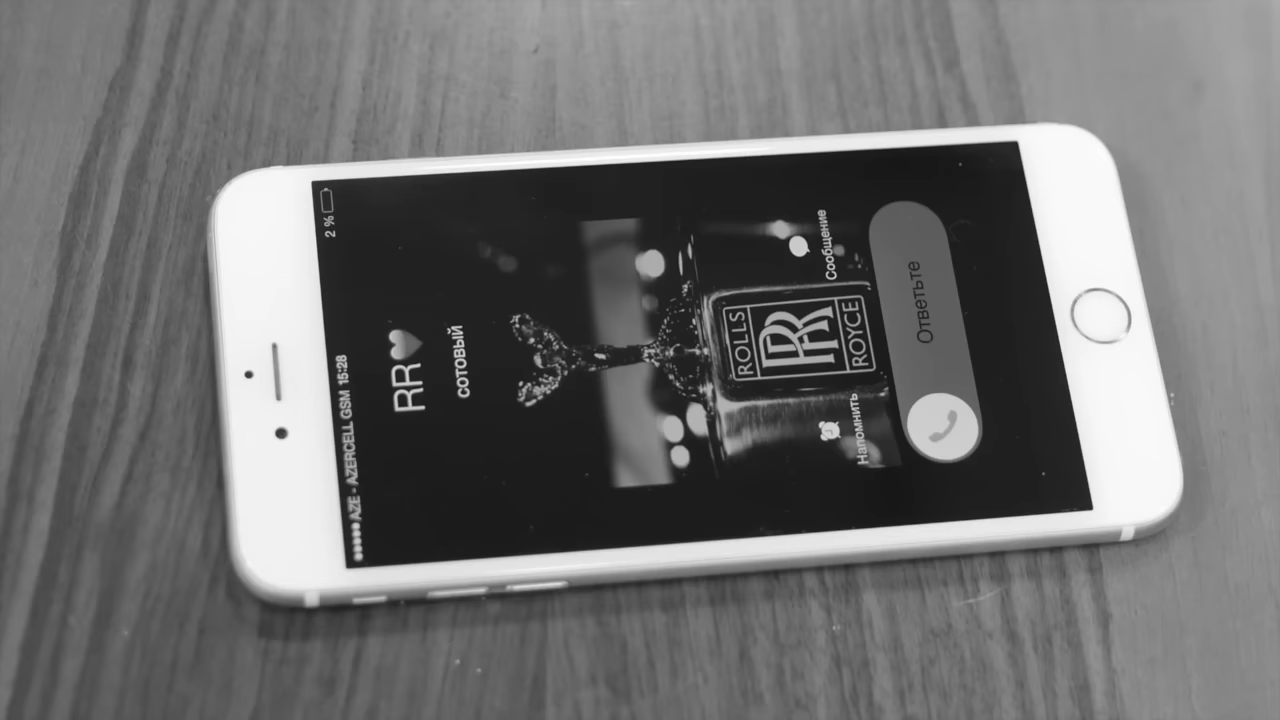 ●●●●● AZE - AZERCELL GSM 15:28 2 %
RR♥
сотовый
ROLLS
RR
ROYCE
Напомнить
Сообщение
Ответьте